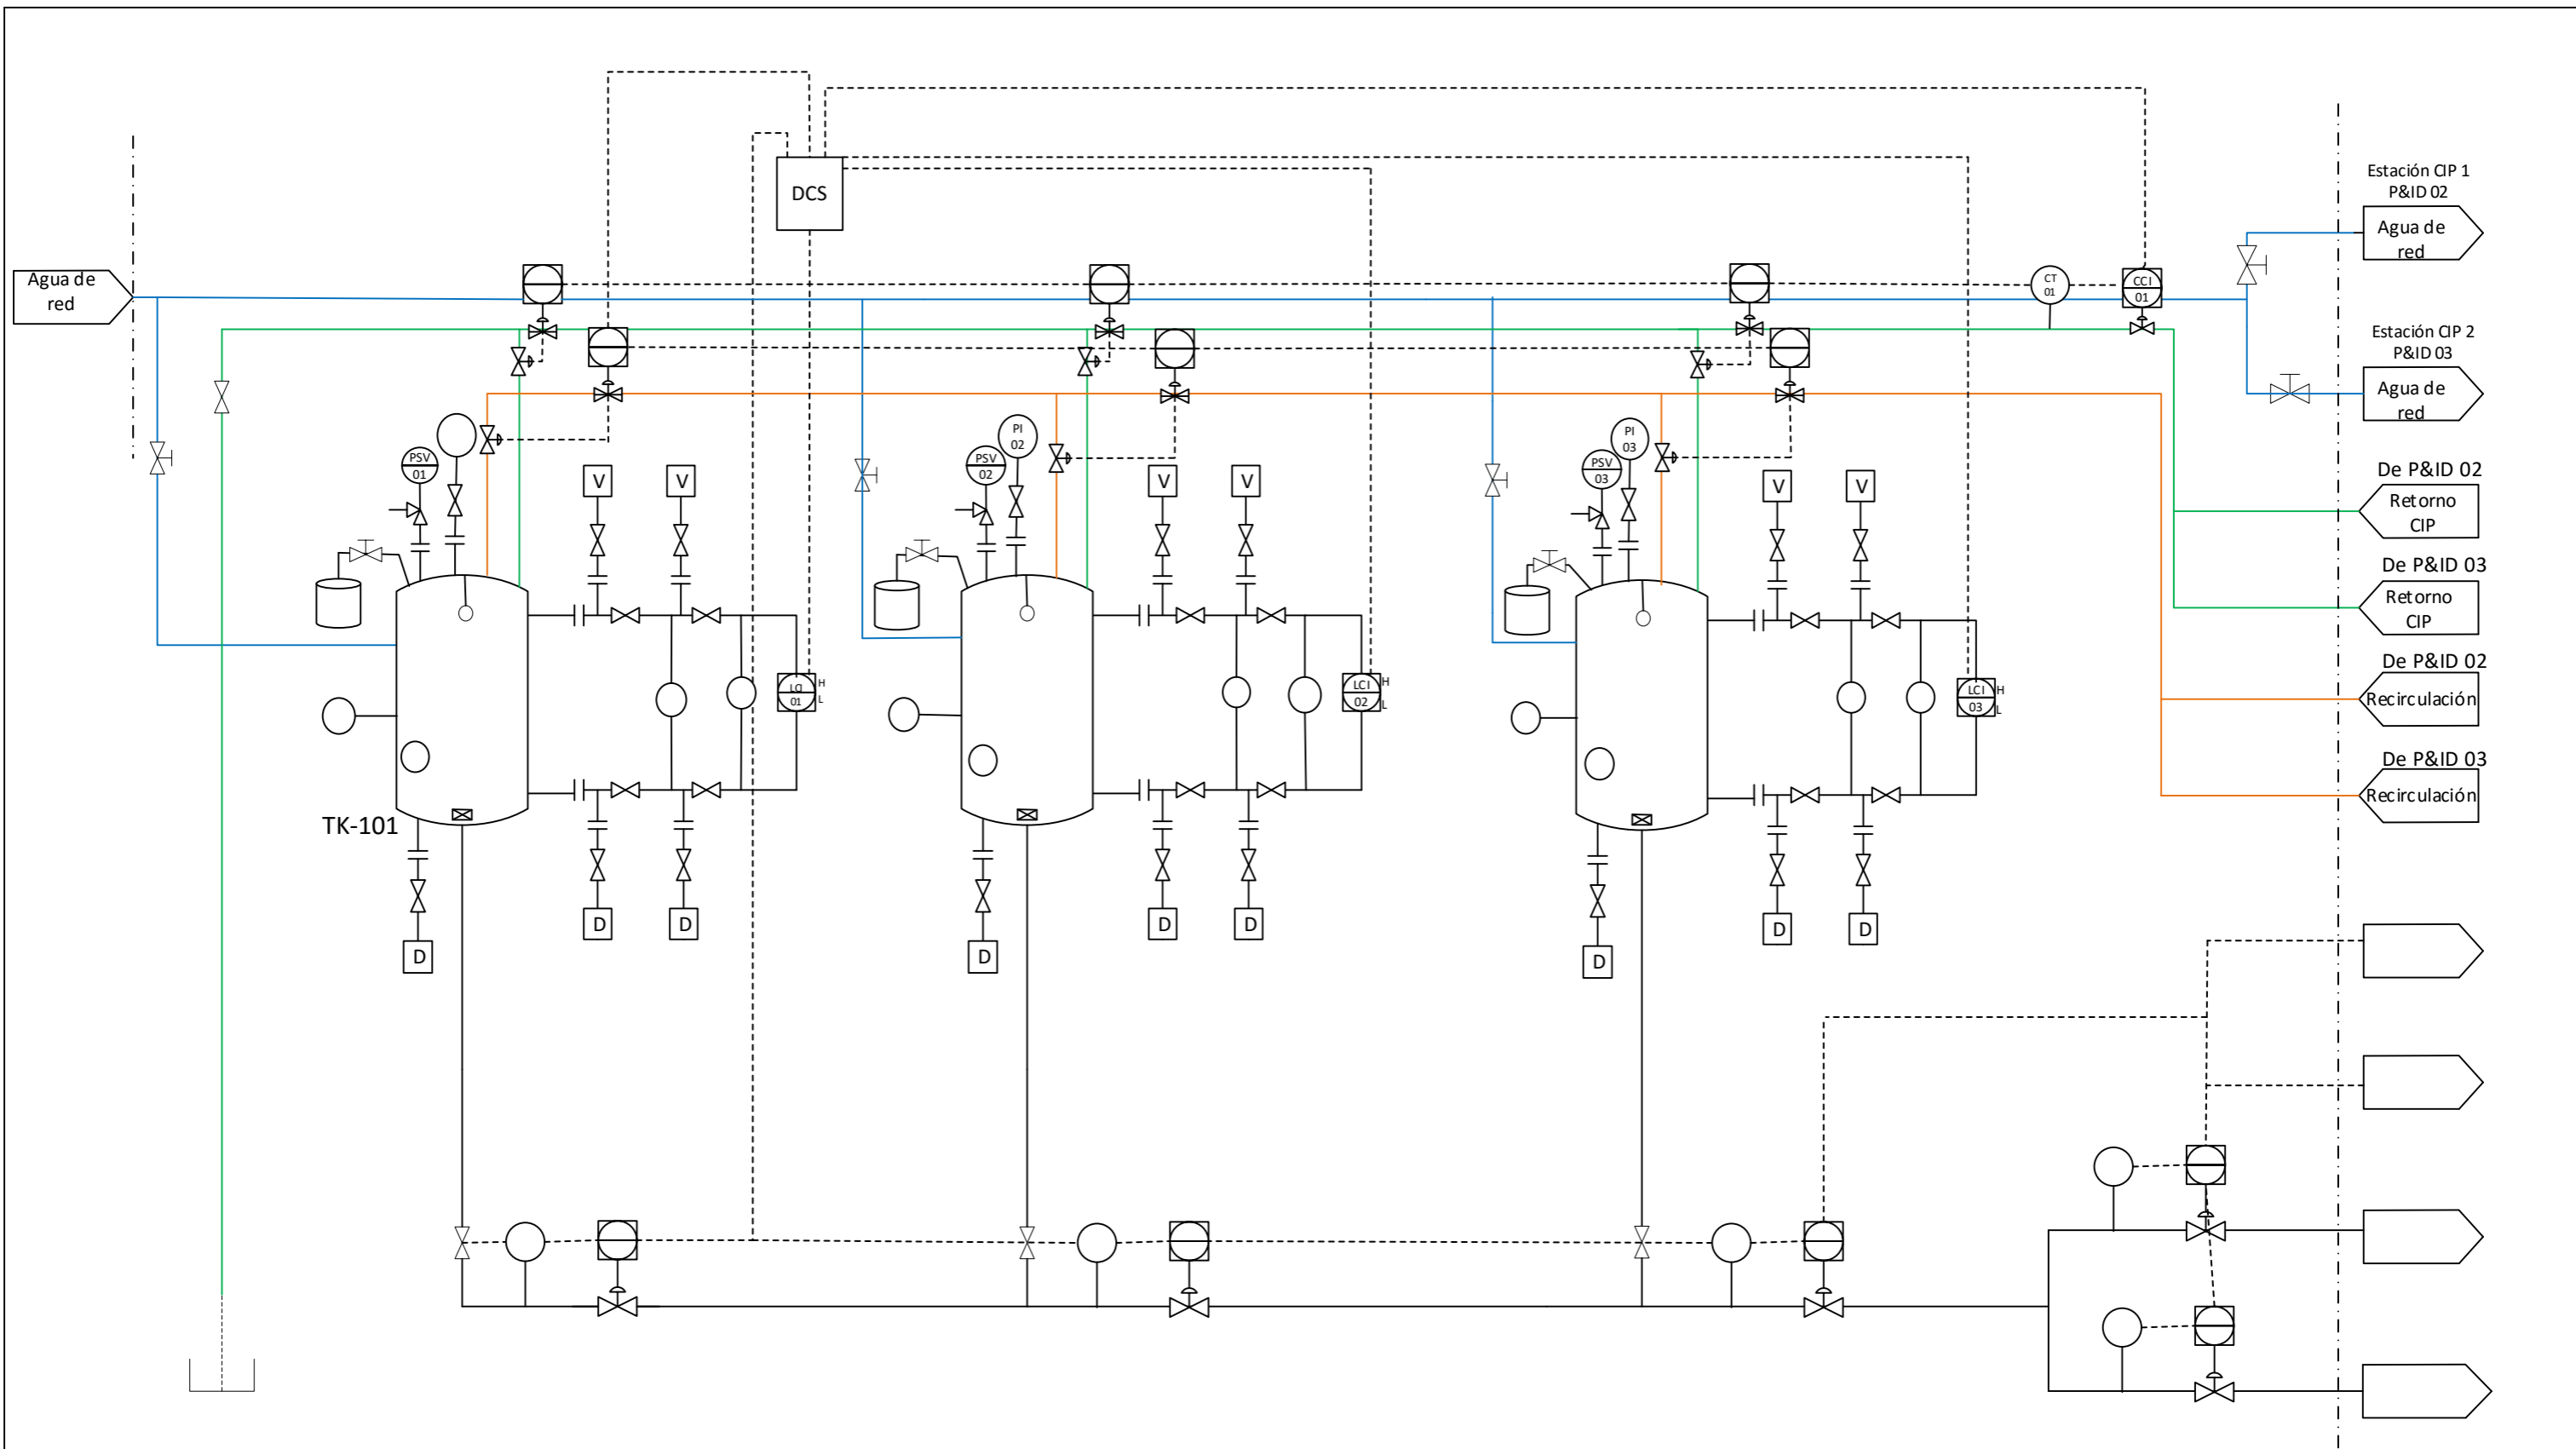 Estación CIP 1
P&ID 02
Agua de
red
DCS
Agua de
red
CT
01
CCI
01
Estación CIP 2
P&ID 03
Agua de
red
PSV
01
PI
02
PSV
02
PI
03
PSV
03
V
V
V
V
V
V
De P&ID 02
Retorno
CIP
De P&ID 03
Retorno
CIP
LCI
01
H
L
LCI
02
H
L
LCI
03
H
L
De P&ID 02
Recirculación
De P&ID 03
Recirculación
TK-101
D
D
D
D
D
D
D
D
D